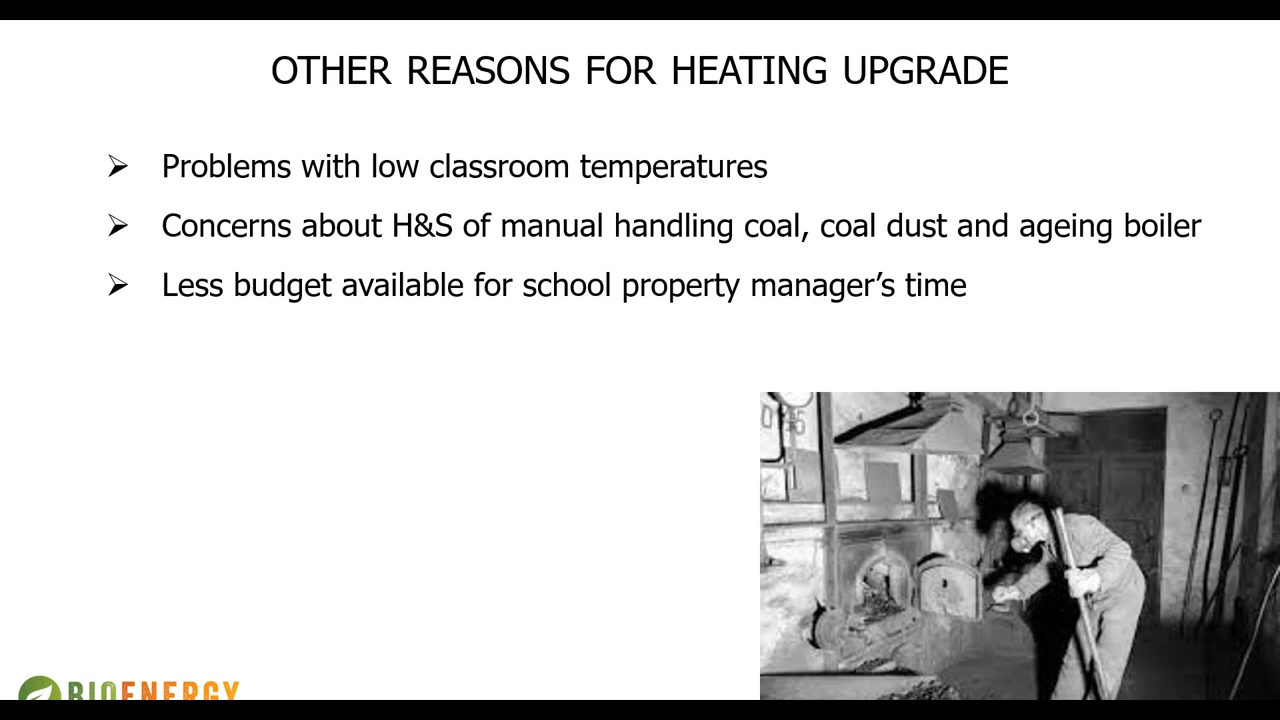 OTHER REASONS FOR HEATING UPGRADE
Problems with low classroom temperatures
Concerns about H&S of manual handling coal, coal dust and ageing boiler
Less budget available for school property manager’s time
BIOENERGY